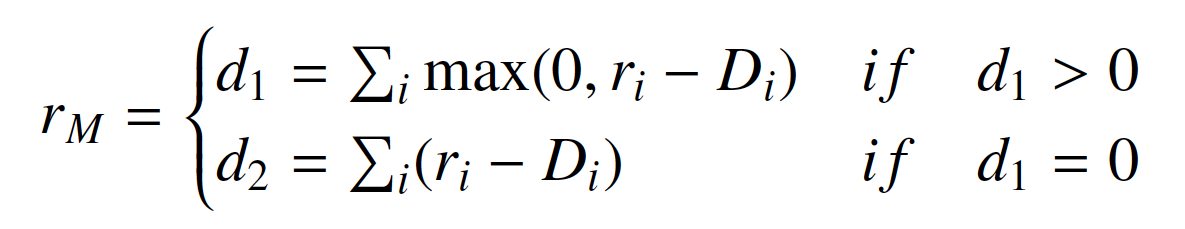 r_M = { d_1 = ∑_i max(0, r_i − D_i) if d_1 > 0
d_2 = ∑_i(r_i − D_i) if d_1 = 0